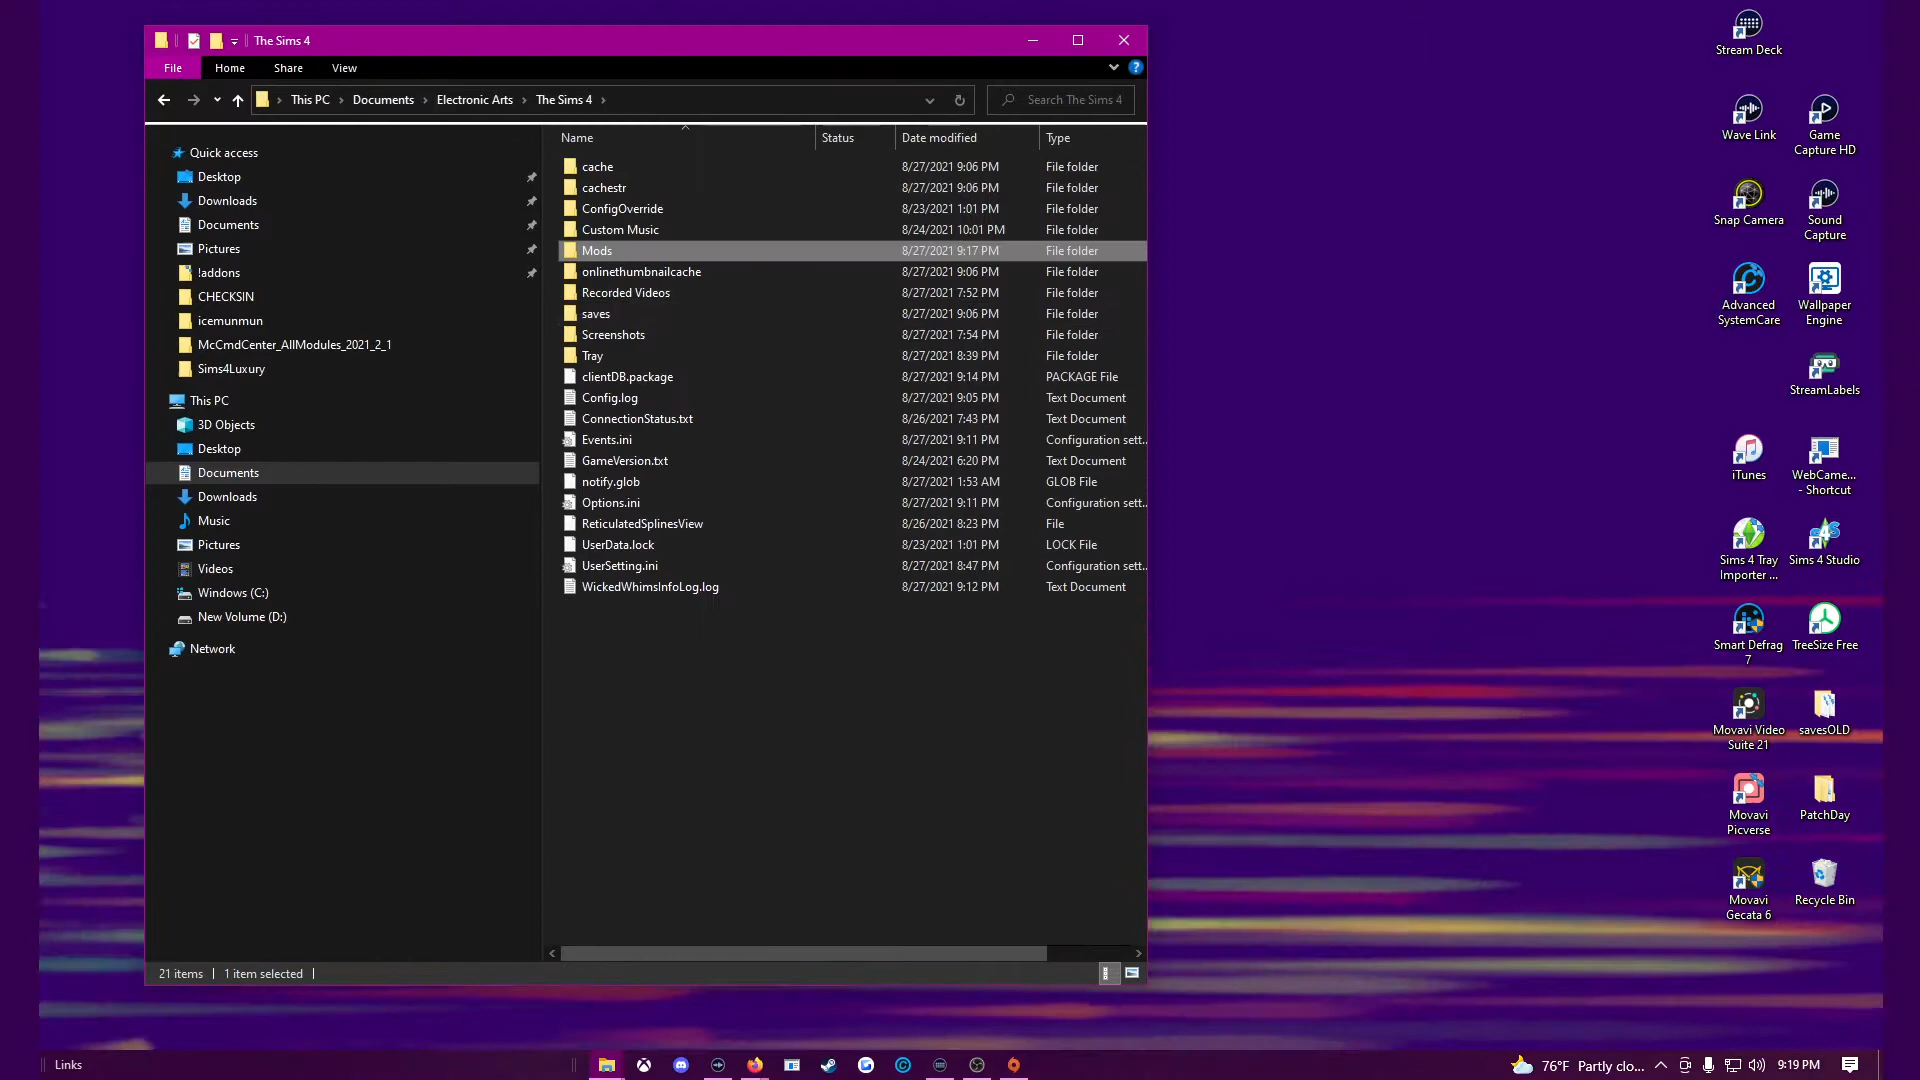 The Sims 4
File Home Share View
This PC Documents Electronic Arts The Sims 4 Search The Sims 4
Name Status Date modified Type
Quick access
Desktop
Downloads
Documents
Pictures
!addons
CHECKSIN
icemunmun
McCmdCenter_AllModules_2021_2_1
Sims4Luxury
This PC
3D Objects
Desktop
Documents
Downloads
Music
Pictures
Videos
Windows (C:)
New Volume (D:)
Network
cache 8/27/2021 9:06 PM File folder
cachestr 8/27/2021 9:06 PM File folder
ConfigOverride 8/23/2021 1:01 PM File folder
Custom Music 8/24/2021 10:01 PM File folder
Mods 8/27/2021 9:17 PM File folder
onlinethumbnailcache 8/27/2021 9:06 PM File folder
Recorded Videos 8/27/2021 7:52 PM File folder
saves 8/27/2021 9:06 PM File folder
Screenshots 8/27/2021 7:54 PM File folder
Tray 8/27/2021 8:39 PM File folder
clientDB.package 8/27/2021 9:14 PM PACKAGE File
Config.log 8/27/2021 9:05 PM Text Document
ConnectionStatus.txt 8/26/2021 7:43 PM Text Document
Events.ini 8/27/2021 9:11 PM Configuration sett...
GameVersion.txt 8/24/2021 6:20 PM Text Document
notify.glob 8/27/2021 1:53 AM GLOB File
Options.ini 8/27/2021 9:11 PM Configuration sett...
ReticulatedSplinesView 8/26/2021 8:23 PM File
UserData.lock 8/23/2021 1:01 PM LOCK File
UserSetting.ini 8/27/2021 8:47 PM Configuration sett...
WickedWhimsInfoLog.log 8/27/2021 9:12 PM Text Document
21 items 1 item selected
Stream Deck
Wave Link
Game
Capture HD
Snap Camera
Sound
Capture
Advanced
SystemCare
Wallpaper
Engine
StreamLabels
iTunes
WebCame...
- Shortcut
Sims 4 Tray
Importer ...
Sims 4 Studio
Smart Defrag
7
TreeSize Free
Movavi Video
Suite 21
savesOLD
Movavi
Picverse
PatchDay
Movavi
Gecata 6
Recycle Bin
Links
76°F Partly clo... 9:19 PM